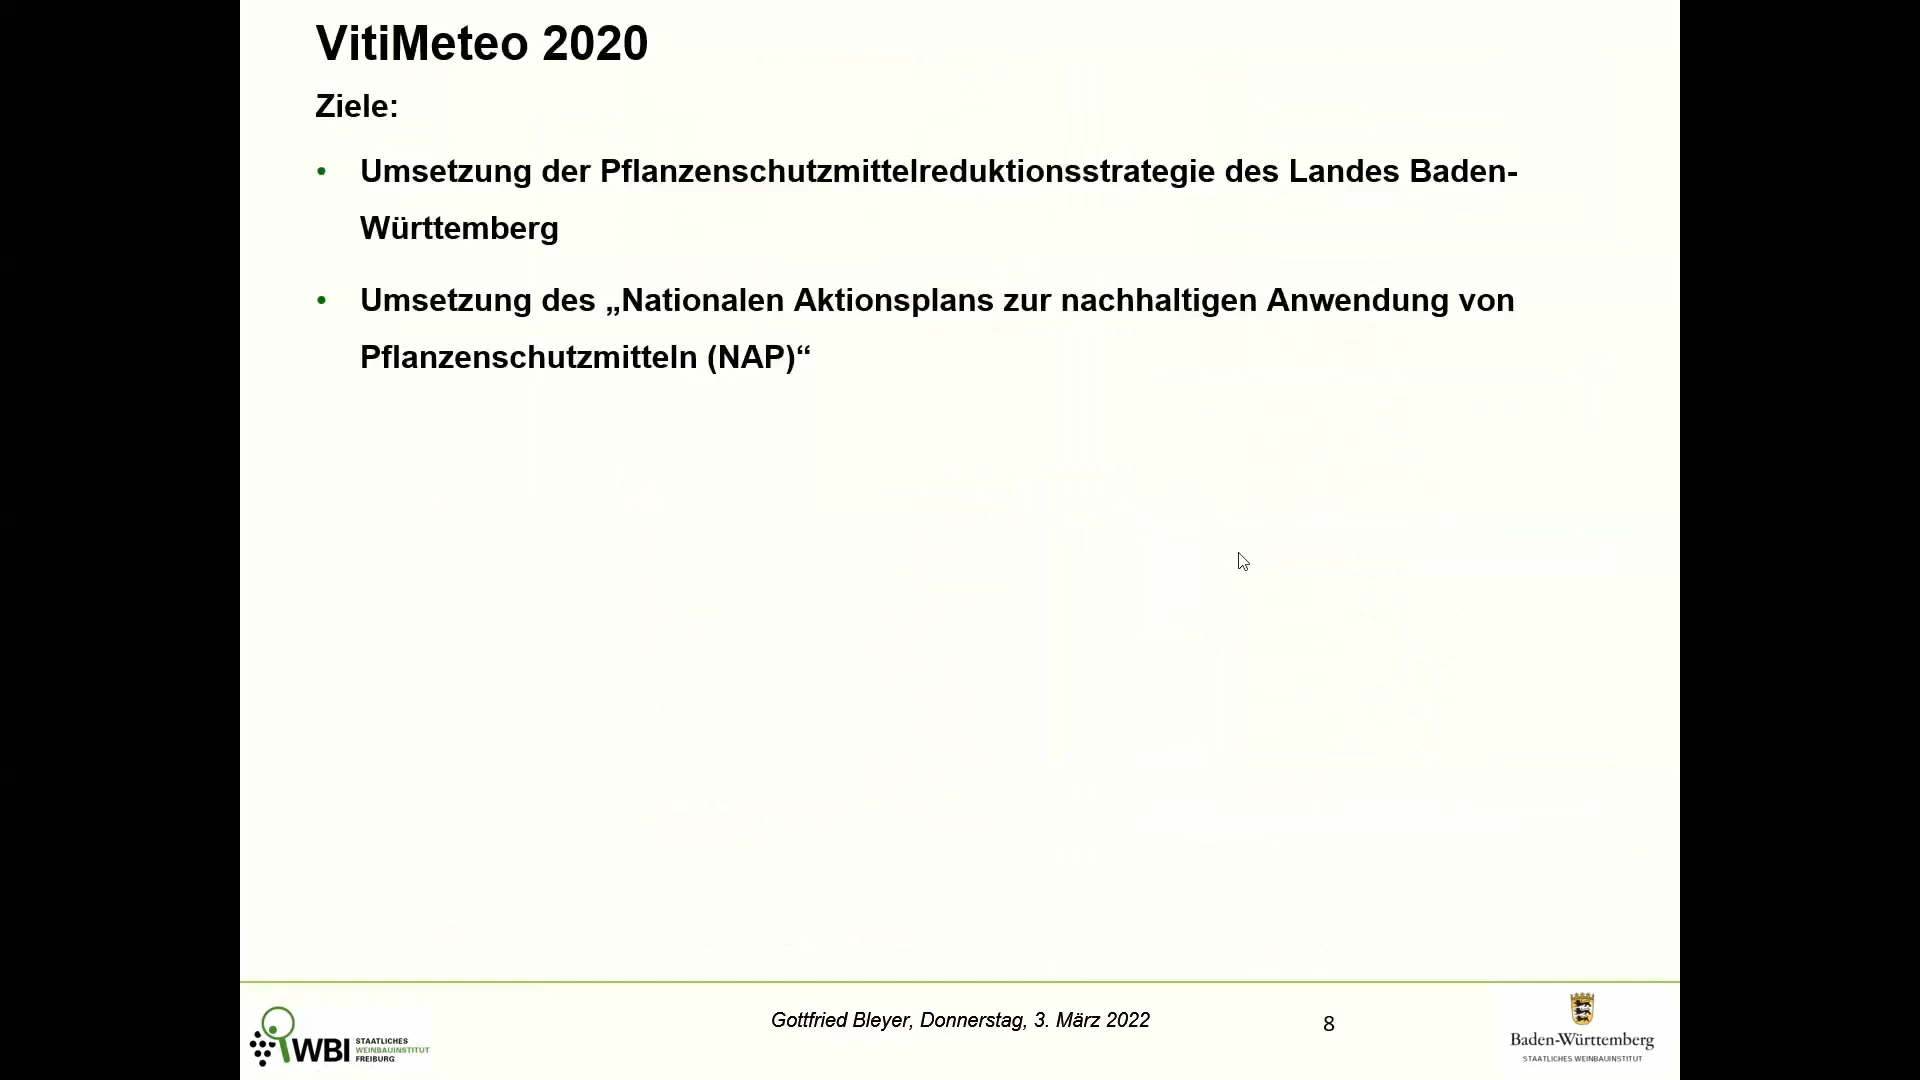 VitiMeteo 2020
Ziele:
• Umsetzung der Pflanzenschutzmittelreduktionsstrategie des Landes Baden-
Württemberg
• Umsetzung des „Nationalen Aktionsplans zur nachhaltigen Anwendung von
Pflanzenschutzmitteln (NAP)“
Gottfried Bleyer, Donnerstag, 3. März 2022
8
WBI
STAATLICHES
WEINBAUINSTITUT
FREIBURG
Baden-Württemberg
STAATLICHES WEINBAUINSTITUT